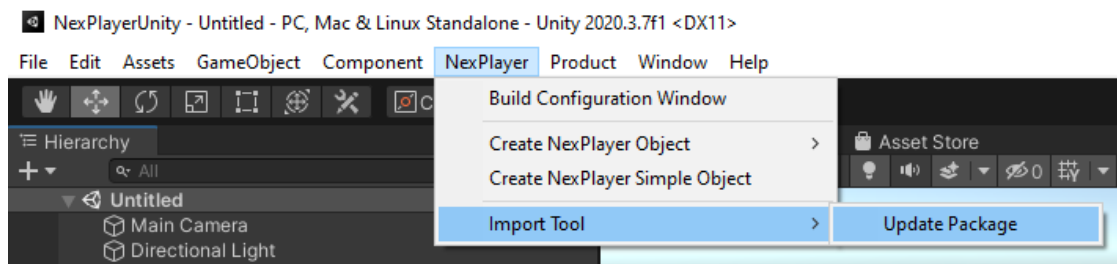 NexPlayerUnity - Untitled - PC, Mac & Linux Standalone - Unity 2020.3.7f1 <DX11>
File Edit Assets GameObject Component NexPlayer Product Window Help
Build Configuration Window
C
Hierarchy
Create NexPlayer Object
Asset Store
All
Create NexPlayer Simple Object
0
Untitled
Main Camera
Import Tool
Update Package
Directional Light